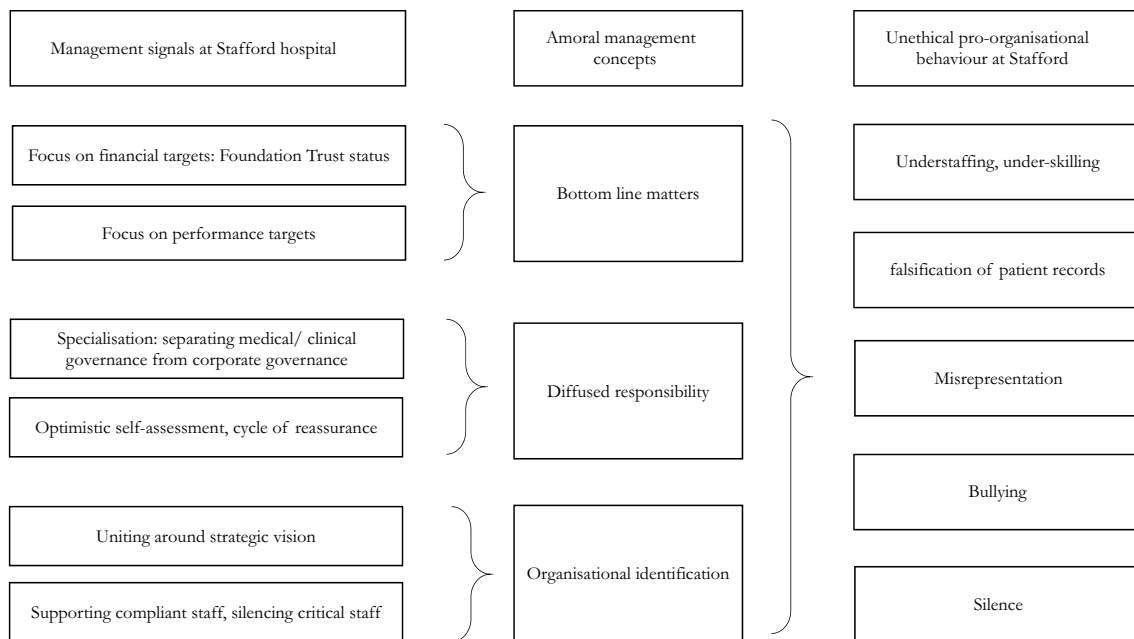 Management signals at Stafford hospital
Amoral management
concepts
Unethical pro-organisational
behaviour at Stafford
Focus on financial targets: Foundation Trust status
Focus on performance targets
Bottom line matters
Understaffing, under-skilling
falsification of patient records
Specialisation: separating medical/ clinical
governance from corporate governance
Optimistic self-assessment, cycle of reassurance
Diffused responsibility
Misrepresentation
Bullying
Uniting around strategic vision
Supporting compliant staff, silencing critical staff
Organisational identification
Silence